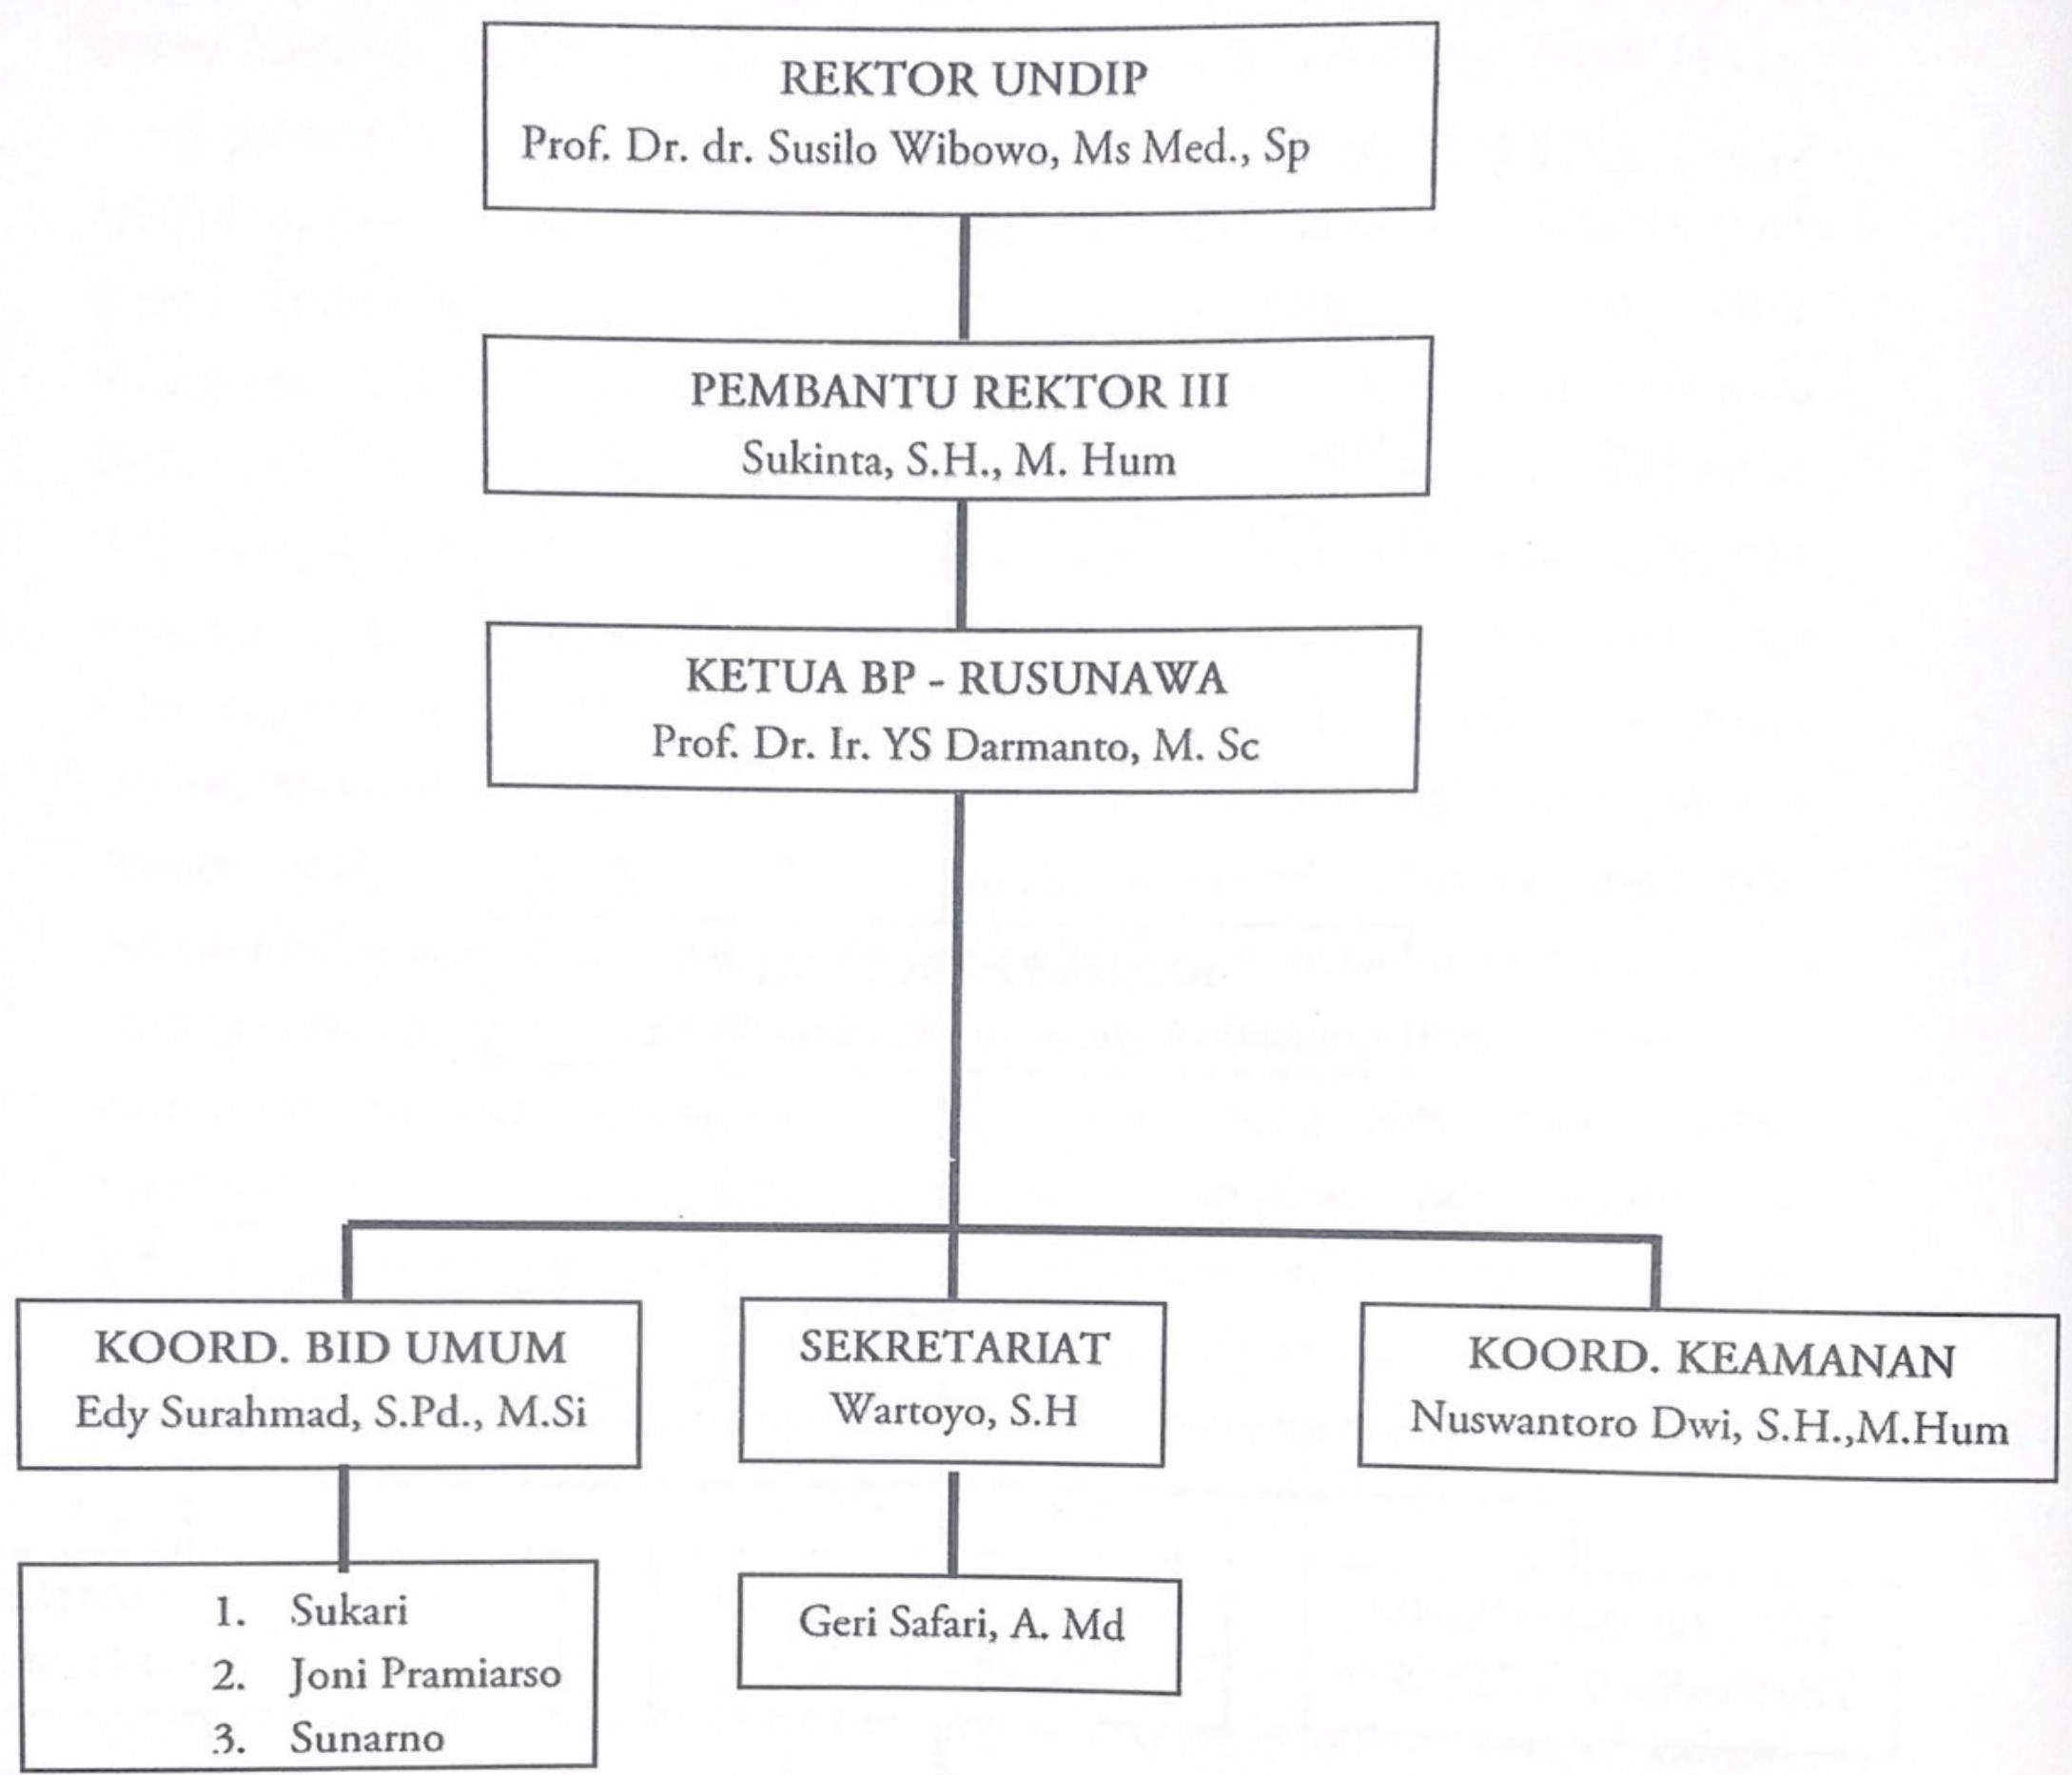 REKTOR UNDIP
Prof. Dr. dr. Susilo Wibowo, Ms Med., Sp
PEMBANTU REKTOR III
Sukinta, S.H., M. Hum
KETUA BP - RUSUNAWA
Prof. Dr. Ir. YS Darmanto, M. Sc
KOORD. BID UMUM
Edy Surahmad, S.Pd., M.Si
SEKRETARIAT
Wartoyo, S.H
KOORD. KEAMANAN
Nuswantoro Dwi, S.H.,M.Hum
1. Sukari
2. Joni Pramiarso
3. Sunarno
Geri Safari, A. Md